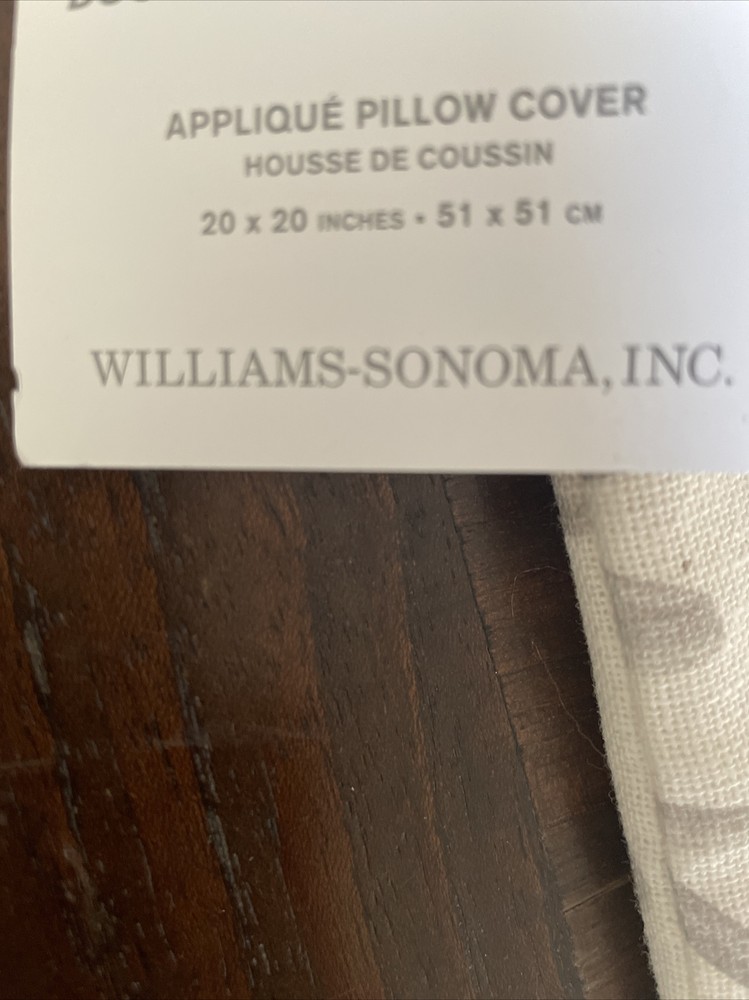 APPLIQUÉ PILLOW COVER
HOUSSE DE COUSSIN
20 x 20 INCHES • 51 x 51 CM
WILLIAMS-SONOMA, INC.